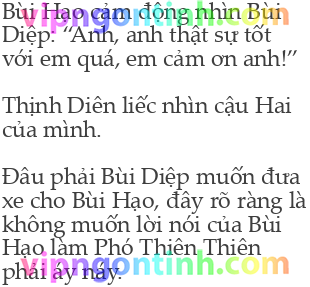 Bùi Hạo cảm động nhìn Bùi
Diệp: “Anh, anh thật sự tốt
với em quá, em cảm ơn anh!”
Thịnh Diên liếc nhìn cậu Hai
của mình.
Đâu phải Bùi Diệp muốn đưa
xe cho Bùi Hạo, đây rõ ràng là
không muốn lời nói của Bùi
Hạo làm Phó Thiên Thiên
phải áy náy.
vipngontinh.com
vipngontinh.com